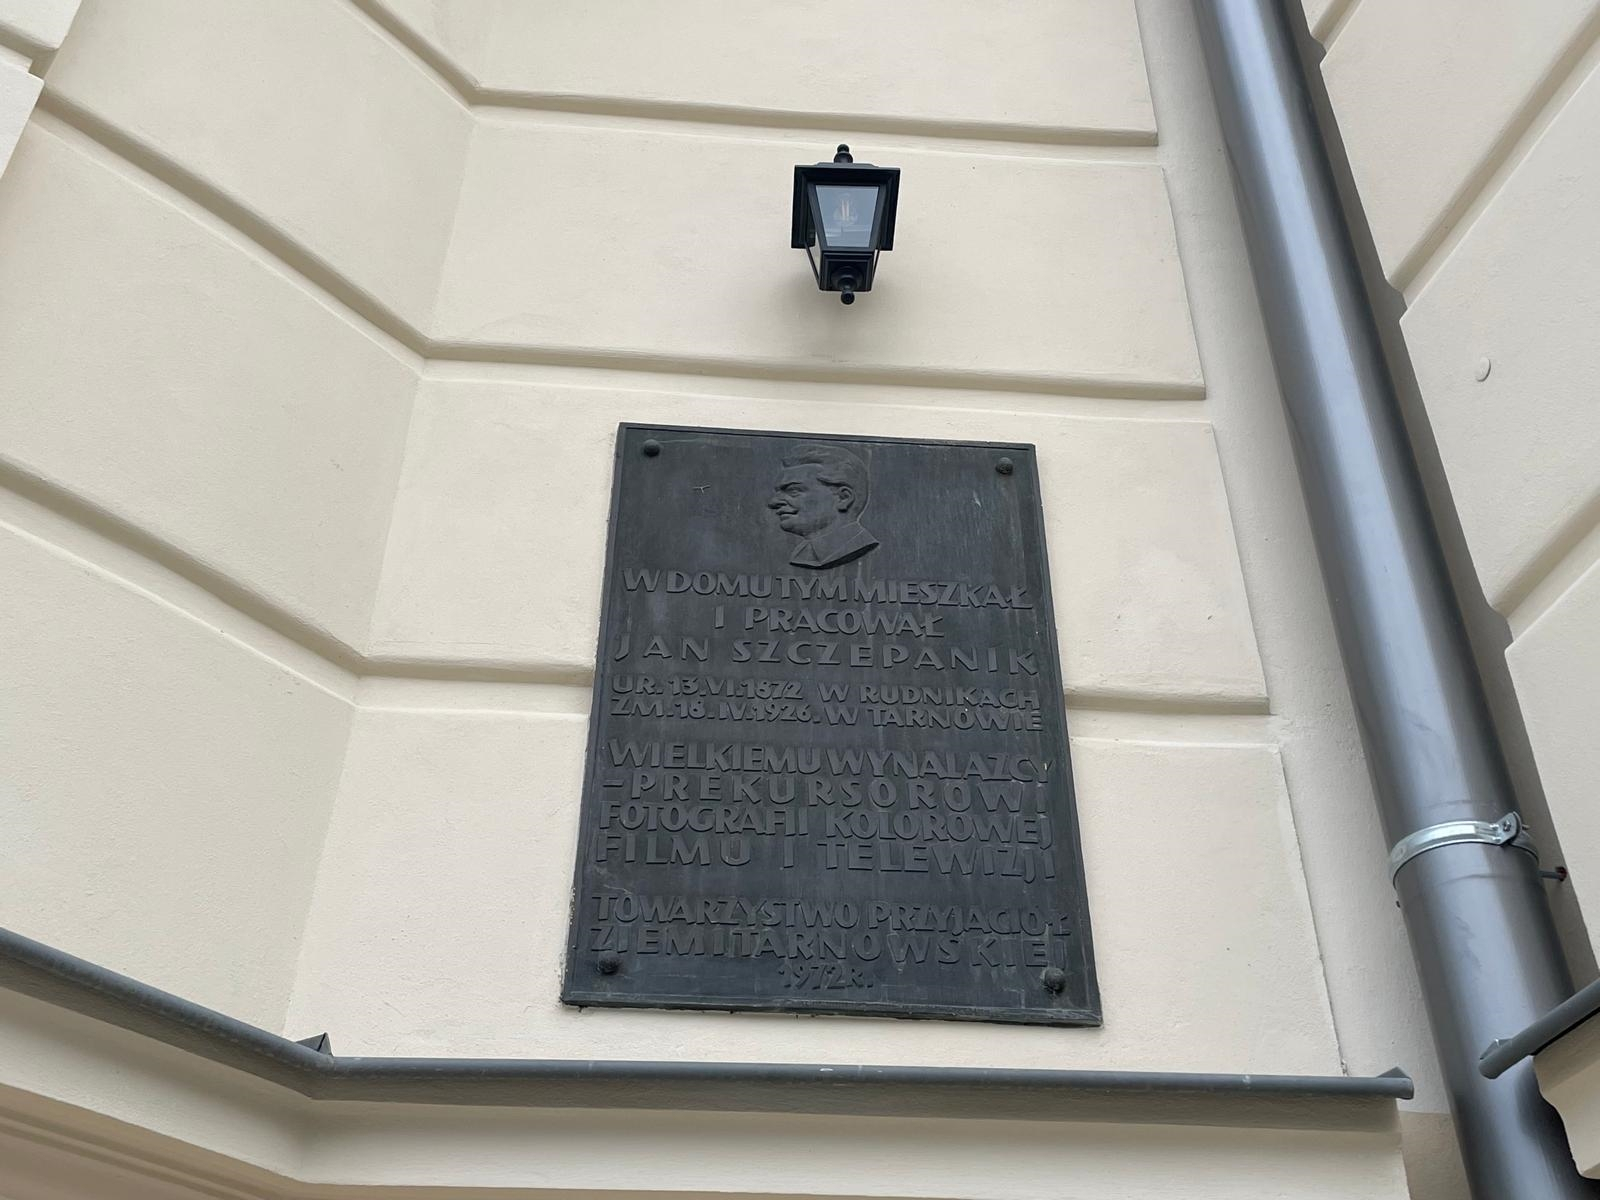 W DOMU TYM MIESZKAŁ
I PRACOWAŁ
JAN SZCZEPANIK
UR. 13.VI.1872 W RUDNIKACH
ZM. 18.IV.1926. W TARNOWIE
WIELKIEMU WYNALAZCY
– PREKURSOROWI
FOTOGRAFII KOLOROWEJ
FILMU I TELEWIZJI
TOWARZYSTWO PRZYJACIÓŁ
ZIEMI TARNOWSKIEJ
1972 R.